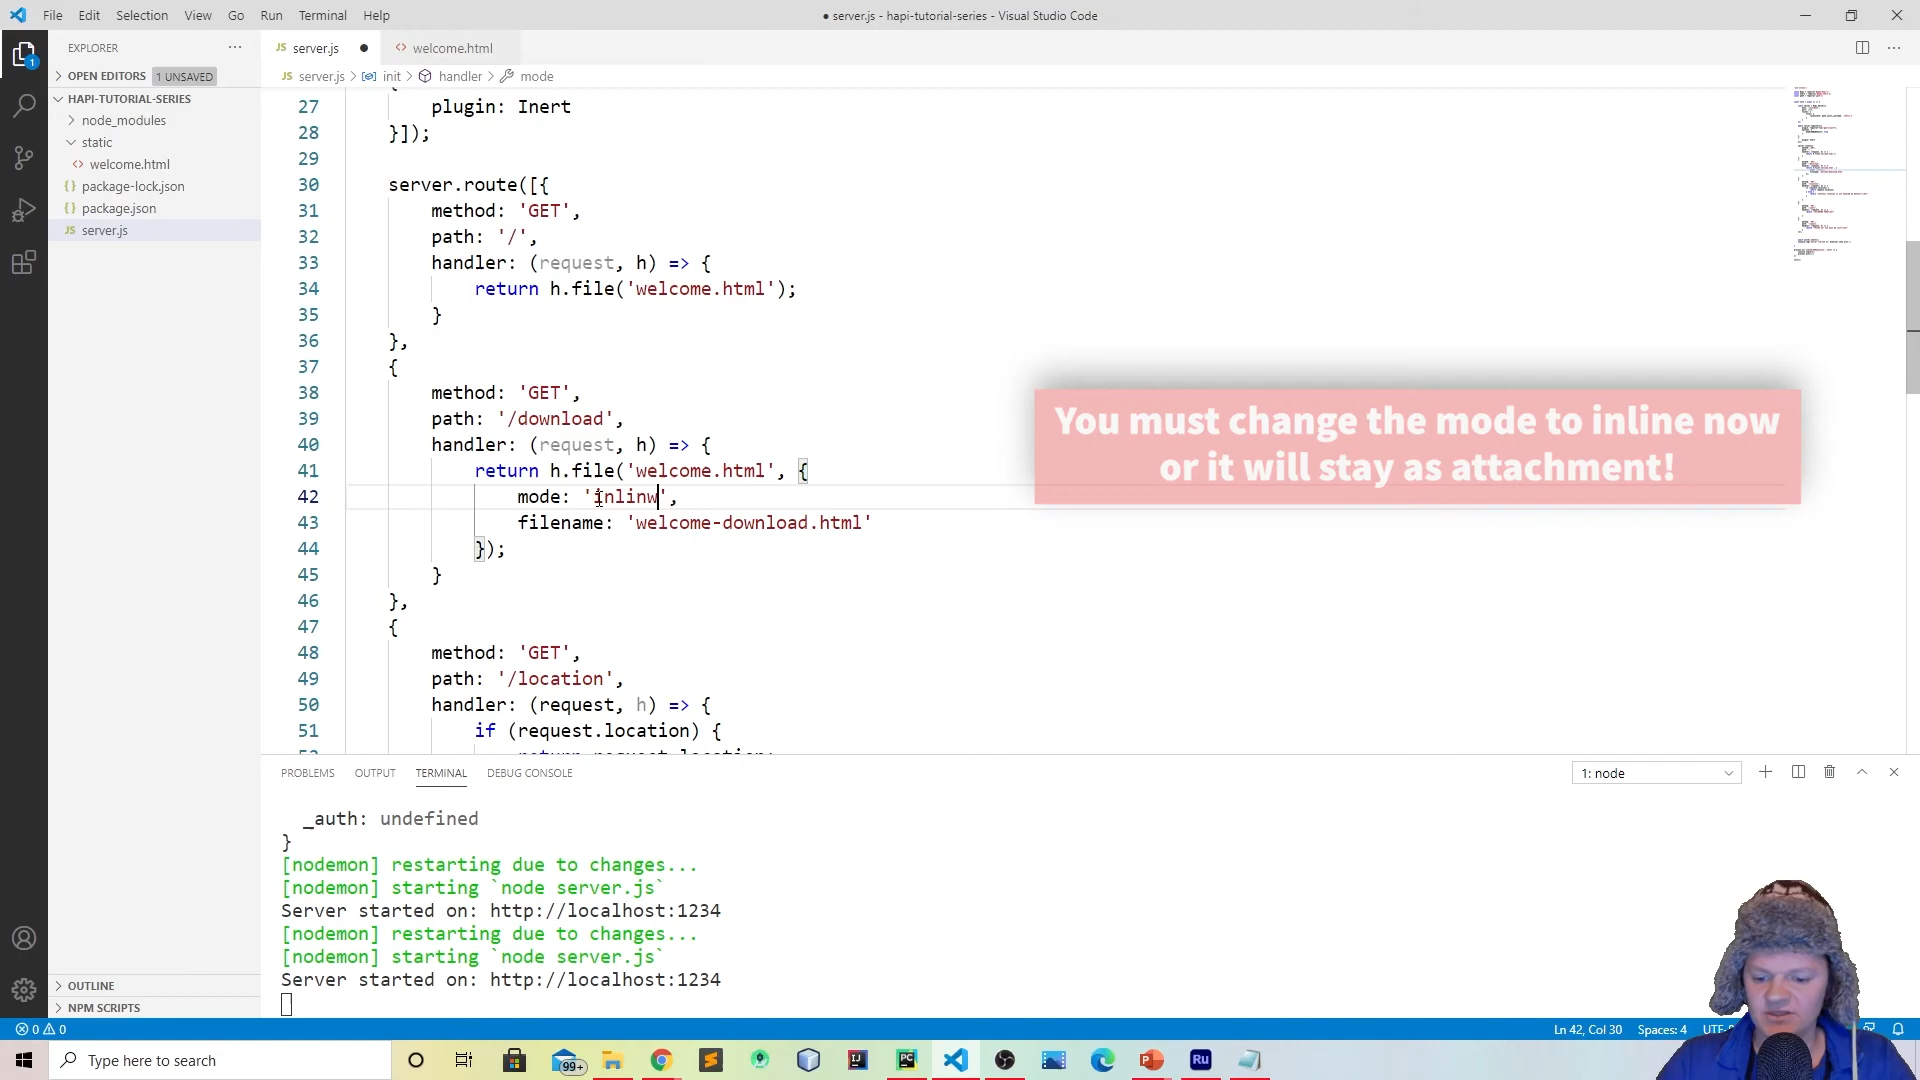 File Edit Selection View Go Run Terminal Help
● server.js - hapi-tutorial-series - Visual Studio Code
EXPLORER
OPEN EDITORS 1 UNSAVED
HAPI-TUTORIAL-SERIES
node_modules
static
<> welcome.html
{} package-lock.json
{} package.json
JS server.js
OUTLINE
NPM SCRIPTS
JS server.js ●
<> welcome.html
JS server.js > init > handler > mode
27 plugin: Inert
28 }]);
29
30 server.route([{
31 method: 'GET',
32 path: '/',
33 handler: (request, h) => {
34 return h.file('welcome.html');
35 }
36 },
37 {
38 method: 'GET',
39 path: '/download',
40 handler: (request, h) => {
41 return h.file('welcome.html', {
42 mode: 'inlinw',
43 filename: 'welcome-download.html'
44 });
45 }
46 },
47 {
48 method: 'GET',
49 path: '/location',
50 handler: (request, h) => {
51 if (request.location) {
You must change the mode to inline now
or it will stay as attachment!
PROBLEMS OUTPUT TERMINAL DEBUG CONSOLE
1: node
_auth: undefined
}
[nodemon] restarting due to changes...
[nodemon] starting `node server.js`
Server started on: http://localhost:1234
[nodemon] restarting due to changes...
[nodemon] starting `node server.js`
Server started on: http://localhost:1234
0 0
Ln 42, Col 30 Spaces: 4
Type here to search
99+